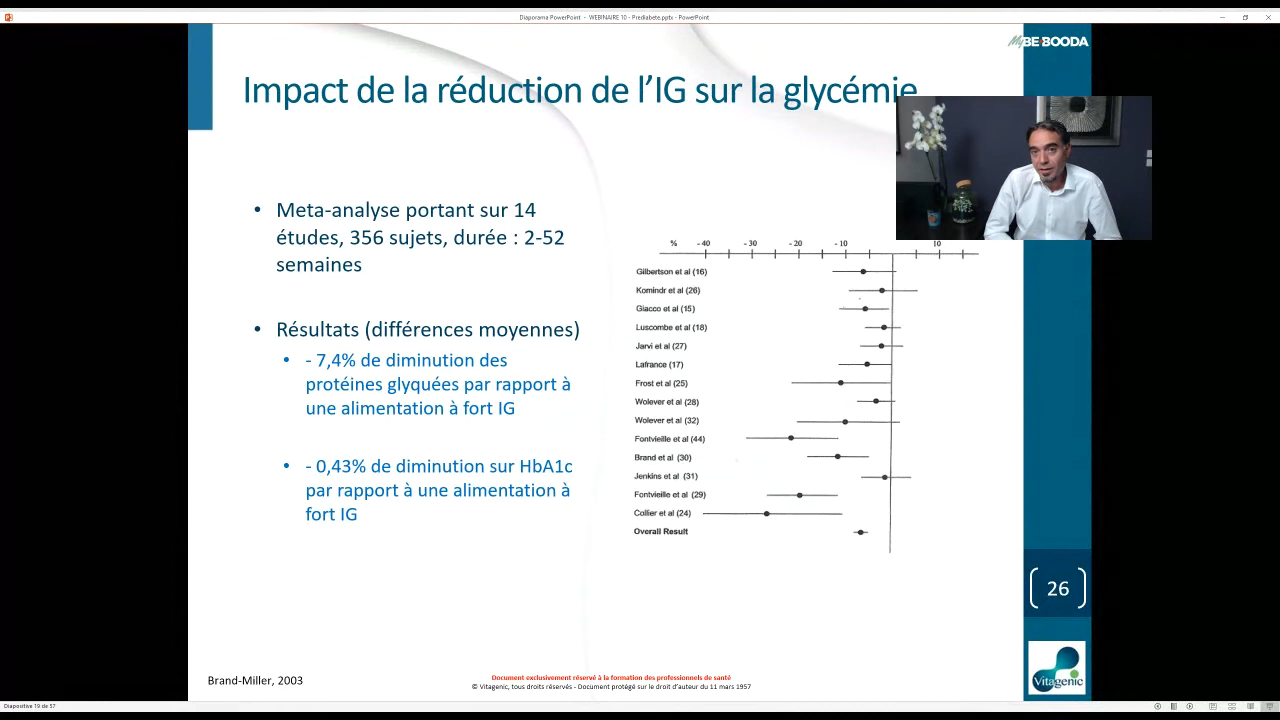 Diaporama PowerPoint - WEBINAIRE 10 - Prediabete.pptx - PowerPoint
MyBE-BOODA
Impact de la réduction de l'IG sur la glycémie
• Meta-analyse portant sur 14
études, 356 sujets, durée : 2-52
semaines
• Résultats (différences moyennes)
• - 7,4% de diminution des
protéines glyquées par rapport à
une alimentation à fort IG
• - 0,43% de diminution sur HbA1c
par rapport à une alimentation à
fort IG
% - 40 - 30 - 20 - 10 10
Gilbertson et al (16)
Komindr et al (26)
Giacco et al (15)
Luscombe et al (18)
Jarvi et al (27)
Lafrance (17)
Frost et al (25)
Wolever et al (28)
Wolever et al (32)
Fontvieille et al (44)
Brand et al (30)
Jenkins et al (31)
Fontvieille et al (29)
Collier et al (24)
Overall Result
26
Vitagenic
Brand-Miller, 2003
Document exclusivement réservé à la formation des professionnels de santé
© Vitagenic, tous droits réservés - Document protégé sur le droit d'auteur du 11 mars 1957
Diapositive 19 de 57